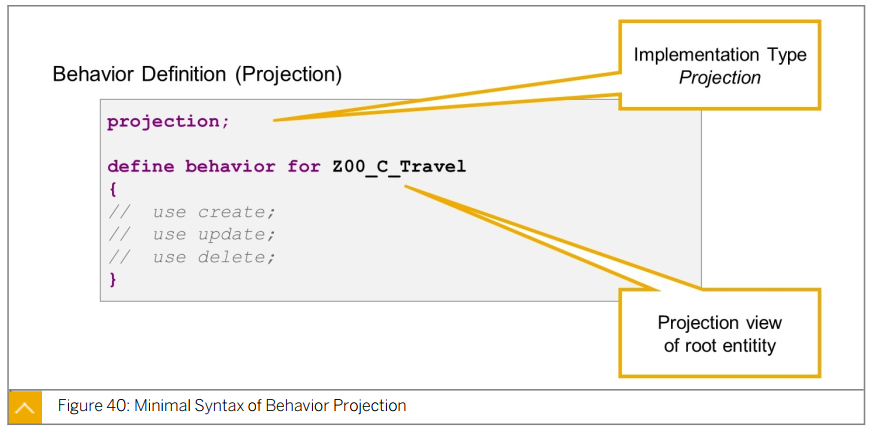 Implementation Type
Projection
Behavior Definition (Projection)
projection;
define behavior for Z00_C_Travel
{
//  use create;
//  use update;
//  use delete;
}
Projection view
of root entitity
Figure 40: Minimal Syntax of Behavior Projection